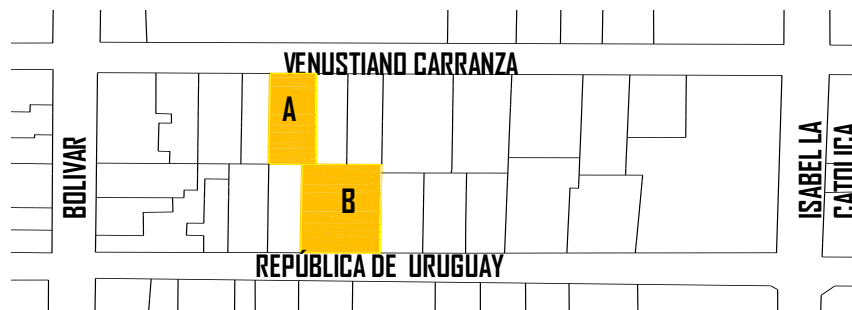 VENUSTIANO CARRANZA
A
BOLIVAR
ISABEL LA
CATOLICA
B
REPÚBLICA DE URUGUAY